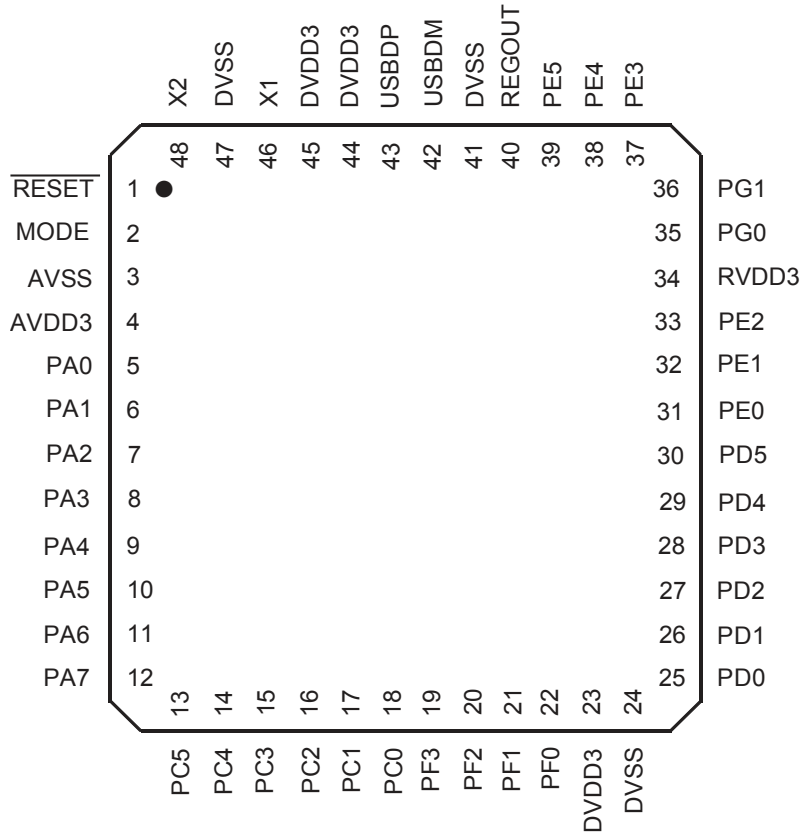 X2 DVSS X1 DVDD3 DVDD3 USBDP USBDM DVSS REGOUT PE5 PE4 PE3
48 47 46 45 44 43 42 41 40 39 38 37
RESET 1 36 PG1
MODE 2 35 PG0
AVSS 3 34 RVDD3
AVDD3 4 33 PE2
PA0 5 32 PE1
PA1 6 31 PE0
PA2 7 30 PD5
PA3 8 29 PD4
PA4 9 28 PD3
PA5 10 27 PD2
PA6 11 26 PD1
PA7 12 25 PD0
13 14 15 16 17 18 19 20 21 22 23 24
PC5 PC4 PC3 PC2 PC1 PC0 PF3 PF2 PF1 PF0 DVDD3 DVSS